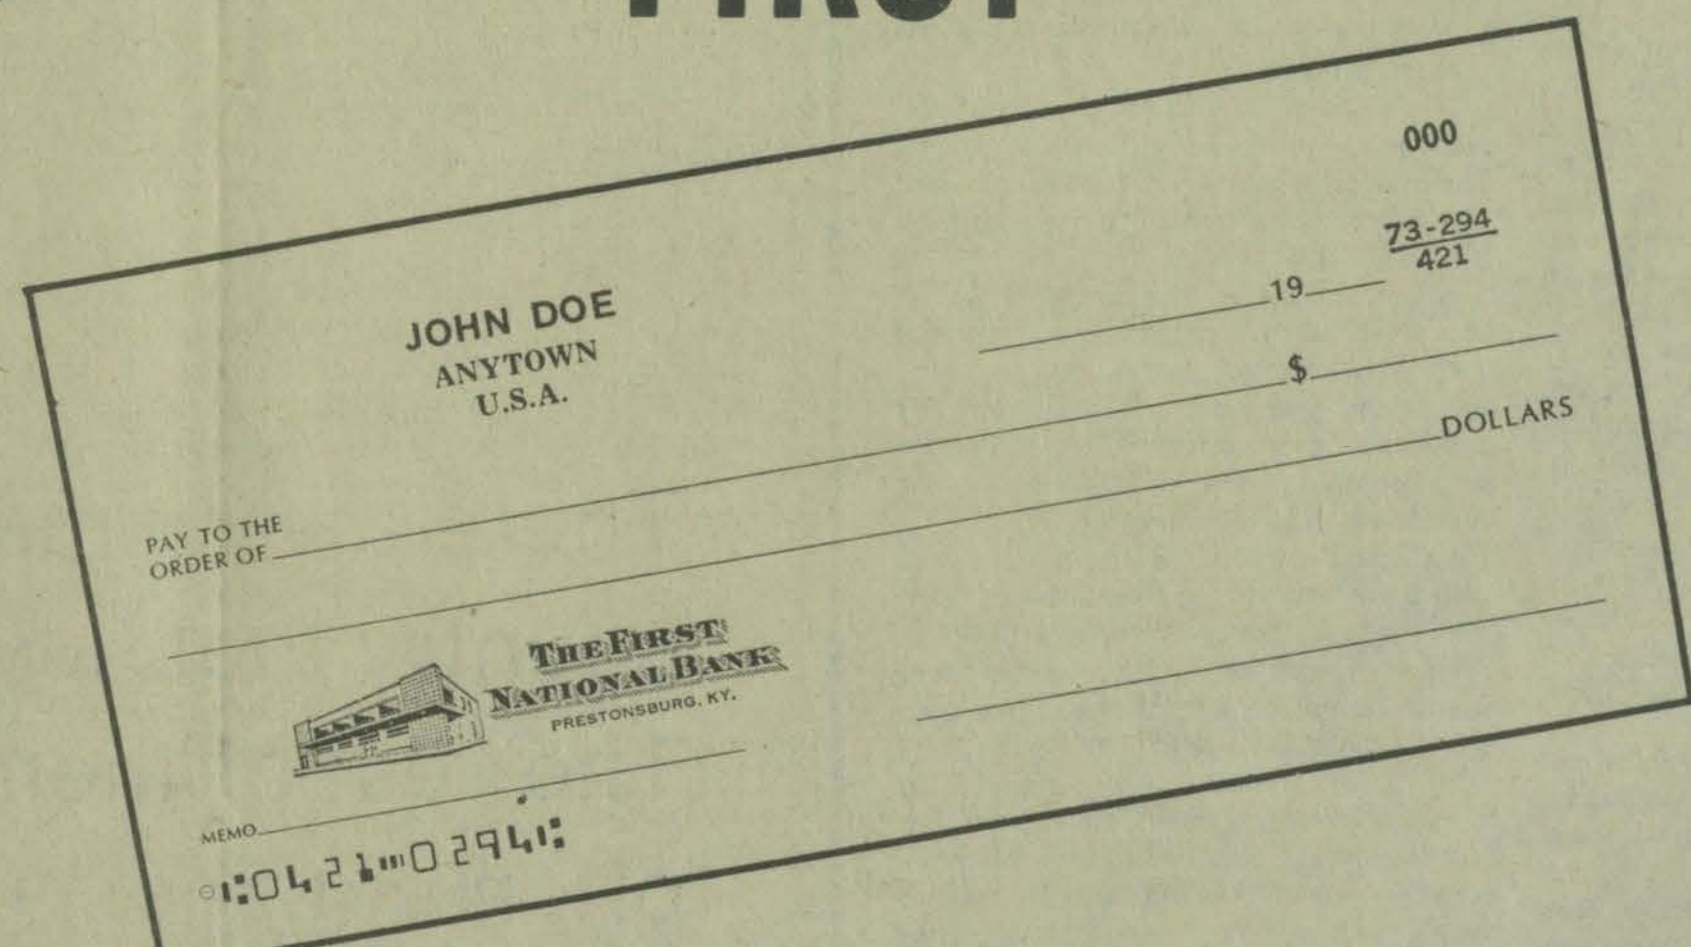 FIRST
000
73-294
421
JOHN DOE
ANYTOWN
U.S.A.
19
$
DOLLARS
PAY TO THE
ORDER OF
THE FIRST
NATIONAL BANK
PRESTONSBURG, KY.
MEMO
⑆0421⑉0294⑆